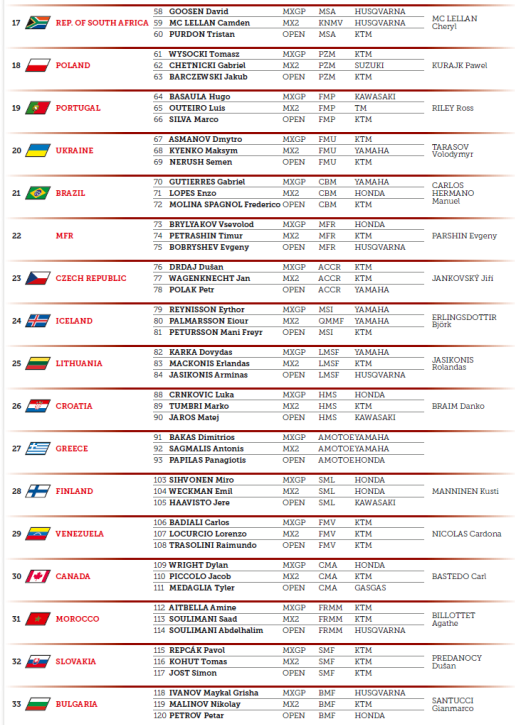 58 GOOSEN David MXGP MSA HUSQVARNA
17 REP. OF SOUTH AFRICA 59 MC LELLAN Camden MX2 KNMV HUSQVARNA MC LELLAN Cheryl
60 PURDON Tristan OPEN MSA KTM
61 WYSOCKI Tomasz MXGP PZM KTM
18 POLAND 62 CHETNICKI Gabriel MX2 PZM SUZUKI KURAJK Pawel
63 BARCZEWSKI Jakub OPEN PZM KTM
64 BASAULA Hugo MXGP FMP KAWASAKI
19 PORTUGAL 65 OUTEIRO Luis MX2 FMP TM RILEY Ross
66 SILVA Marco OPEN FMP KTM
67 ASMANOV Dmytro MXGP FMU KTM
20 UKRAINE 68 KYENKO Maksym MX2 FMU YAMAHA TARASOV Volodymyr
69 NERUSH Semen OPEN FMU KTM
70 GUTIERRES Gabriel MXGP CBM YAMAHA
21 BRAZIL 71 LOPES Enzo MX2 CBM HONDA CARLOS HERMANO Manuel
72 MOLINA SPAGNOL Frederico OPEN CBM KTM
73 BRYLYAKOV Vsevolod MXGP MFR HONDA
22 MFR 74 PETRASHIN Timur MX2 MFR KTM PARSHIN Evgeny
75 BOBRYSHEV Evgeny OPEN MFR HUSQVARNA
76 DRDAJ Dušan MXGP ACCR KTM
23 CZECH REPUBLIC 77 WAGENKNECHT Jan MX2 ACCR KTM JANKOVSKÝ Jiří
78 POLAK Petr OPEN ACCR YAMAHA
79 REYNISSON Eythor MXGP MSI YAMAHA
24 ICELAND 80 PALMARSSON Eiour MX2 QMMF YAMAHA ERLINGSDOTTIR Björk
81 PETURSSON Mani Freyr OPEN MSI KTM
82 KARKA Dovydas MXGP LMSF YAMAHA
25 LITHUANIA 83 MACKONIS Erlandas MX2 LMSF KTM JASIKONIS Rolandas
84 JASIKONIS Arminas OPEN LMSF HUSQVARNA
88 CRNKOVIC Luka MXGP HMS HONDA
26 CROATIA 89 TUMBRI Marko MX2 HMS KTM BRAIM Danko
90 JAROS Matej OPEN HMS KAWASAKI
91 BAKAS Dimitrios MXGP AMOTOEYAMAHA
27 GREECE 92 SAGMALIS Antonis MX2 AMOTOEYAMAHA
93 PAPILAS Panagiotis OPEN AMOTOEHONDA
103 SIHVONEN Miro MXGP SML HONDA
28 FINLAND 104 WECKMAN Emil MX2 SML HONDA MANNINEN Kusti
105 HAAVISTO Jere OPEN SML KAWASAKI
106 BADIALI Carlos MXGP FMV KTM
29 VENEZUELA 107 LOCURCIO Lorenzo MX2 FMV KTM NICOLAS Cardona
108 TRASOLINI Raimundo OPEN FMV KTM
109 WRIGHT Dylan MXGP CMA HONDA
30 CANADA 110 PICCOLO Jacob MX2 CMA KTM BASTEDO Carl
111 MEDAGLIA Tyler OPEN CMA GASGAS
112 AITBELLA Amine MXGP FRMM KTM
31 MOROCCO 113 SOULIMANI Saad MX2 FRMM KTM BILLOTTET Agathe
114 SOULIMANI Abdelhalim OPEN FRMM HUSQVARNA
115 REPCÁK Pavol MXGP SMF KTM
32 SLOVAKIA 116 KOHUT Tomas MX2 SMF KTM PREDANOCY Dušan
117 JOST Simon OPEN SMF KTM
118 IVANOV Maykal Grisha MXGP BMF HUSQVARNA
33 BULGARIA 119 MALINOV Nikolay MX2 BMF KTM SANTUCCI Gianmarco
120 PETROV Petar OPEN BMF HONDA